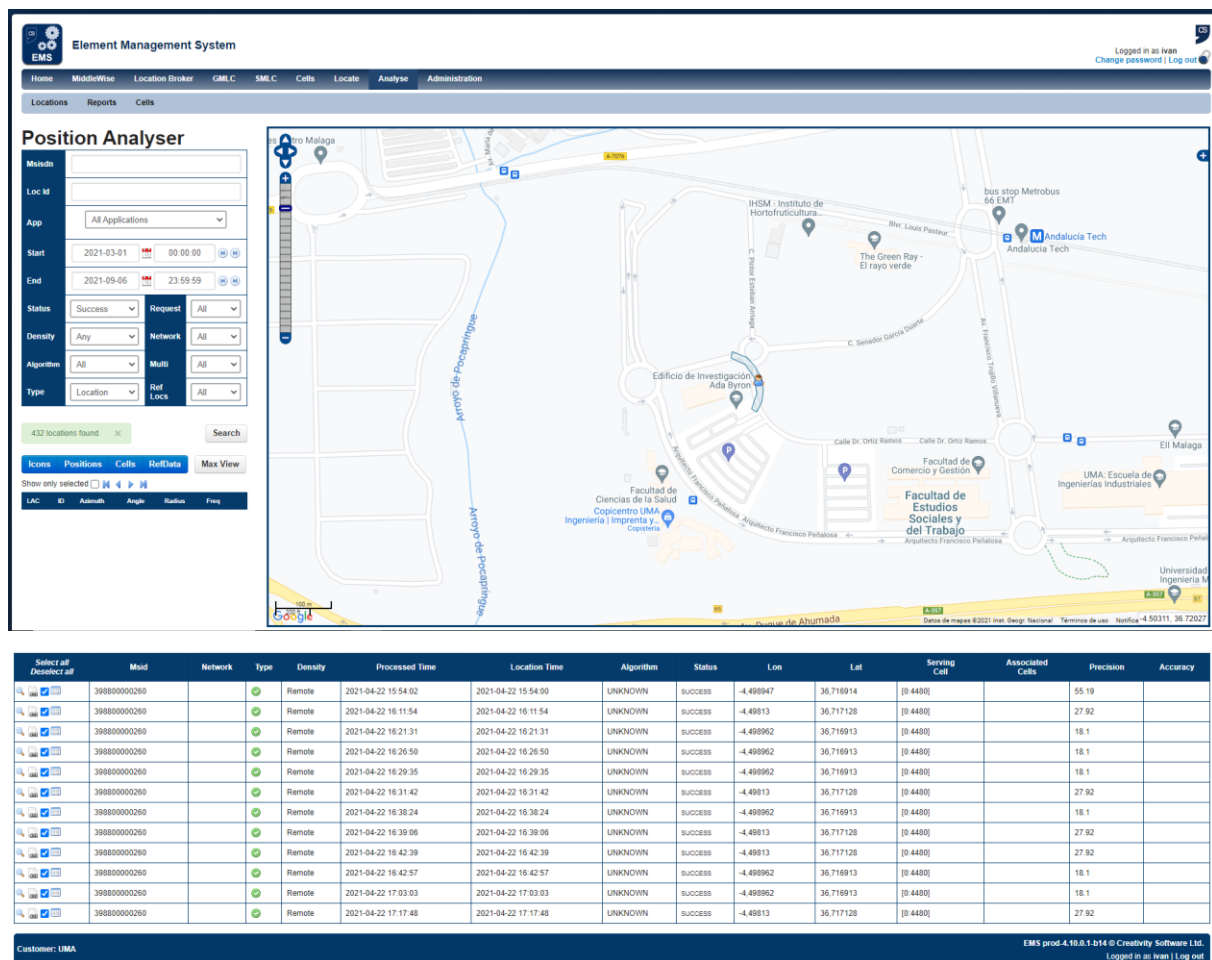 CS
EMS
Element Management System
CS
Logged in as ivan
Change password | Log out
Home MiddleWise Location Broker GMLC SMLC Cells Locate Analyse Administration
Locations Reports Cells
Position Analyser
Msisdn
Loc Id
App All Applications
Start 2021-03-01 00:00:00
End 2021-09-06 23:59:59
Status Success Request All
Density Any Network All
Algorithm All Multi All
Type Location Ref Locs All
432 locations found. × Search
Icons Positions Cells RefData Max View
Show only selected
LAC ID Azimuth Angle Radius Freq
tro Malaga
A-7076
IHSM - Instituto de
Hortofruticultura...
bus stop Metrobus
66 EMT
M Andalucía Tech
Andalucia Tech
Blvr. Louis Pasteur
The Green Ray -
El rayo verde
C. Pintor Esteban Arriaga
C. Senador García Duarte
Av. Francisco Trujillo Villanueva
Arroyo de Pocapringue
Edificio de Investigación
Ada Byron
P
P
Calle Dr. Ortiz Ramos Calle Dr. Ortiz Ramos
EII Malaga
Facultad de
Comercio y Gestión
UMA: Escuela de
Ingenierías Industriales
Facultad de
Ciencias de la Salud
Facultad de
Estudios
Sociales y
del Trabajo
Copicentro UMA
Ingeniería | Imprenta y...
Copistería
Arquitecto Francisco Peñalosa
Arquitecto Francisco Peñalosa
Arquitecto Francisco Peñalosa
Arquitecto Francisco Peñal
Arroyo de Pocapringue
Universidad
Ingenieria M
A-357
67
A-357
Av. Duque de Ahumada
100 m
Google
Datos de mapas ©2021 Inst. Geogr. Nacional Términos de uso Notifica -4.50311, 36.72027
Select all
Deselect all
Msid Network Type Density Processed Time Location Time Algorithm Status Lon Lat Serving Cell Associated Cells Precision Accuracy
398800000260 Remote 2021-04-22 15:54:02 2021-04-22 15:54:00 UNKNOWN SUCCESS -4,498947 36,716914 [0:4480] 55.19
398800000260 Remote 2021-04-22 16:11:54 2021-04-22 16:11:54 UNKNOWN SUCCESS -4,49813 36,717128 [0:4480] 27.92
398800000260 Remote 2021-04-22 16:21:31 2021-04-22 16:21:31 UNKNOWN SUCCESS -4,498962 36,716913 [0:4480] 18.1
398800000260 Remote 2021-04-22 16:26:50 2021-04-22 16:26:50 UNKNOWN SUCCESS -4,498962 36,716913 [0:4480] 18.1
398800000260 Remote 2021-04-22 16:29:35 2021-04-22 16:29:35 UNKNOWN SUCCESS -4,498962 36,716913 [0:4480] 18.1
398800000260 Remote 2021-04-22 16:31:42 2021-04-22 16:31:42 UNKNOWN SUCCESS -4,49813 36,717128 [0:4480] 27.92
398800000260 Remote 2021-04-22 16:38:24 2021-04-22 16:38:24 UNKNOWN SUCCESS -4,498962 36,716913 [0:4480] 18.1
398800000260 Remote 2021-04-22 16:39:06 2021-04-22 16:39:06 UNKNOWN SUCCESS -4,49813 36,717128 [0:4480] 27.92
398800000260 Remote 2021-04-22 16:42:39 2021-04-22 16:42:39 UNKNOWN SUCCESS -4,49813 36,717128 [0:4480] 27.92
398800000260 Remote 2021-04-22 16:42:57 2021-04-22 16:42:57 UNKNOWN SUCCESS -4,498962 36,716913 [0:4480] 18.1
398800000260 Remote 2021-04-22 17:03:03 2021-04-22 17:03:03 UNKNOWN SUCCESS -4,498962 36,716913 [0:4480] 18.1
398800000260 Remote 2021-04-22 17:17:48 2021-04-22 17:17:48 UNKNOWN SUCCESS -4,49813 36,717128 [0:4480] 27.92
Customer: UMA
EMS prod-4.10.0.1-b14 © Creativity Software Ltd.
Logged in as ivan | Log out